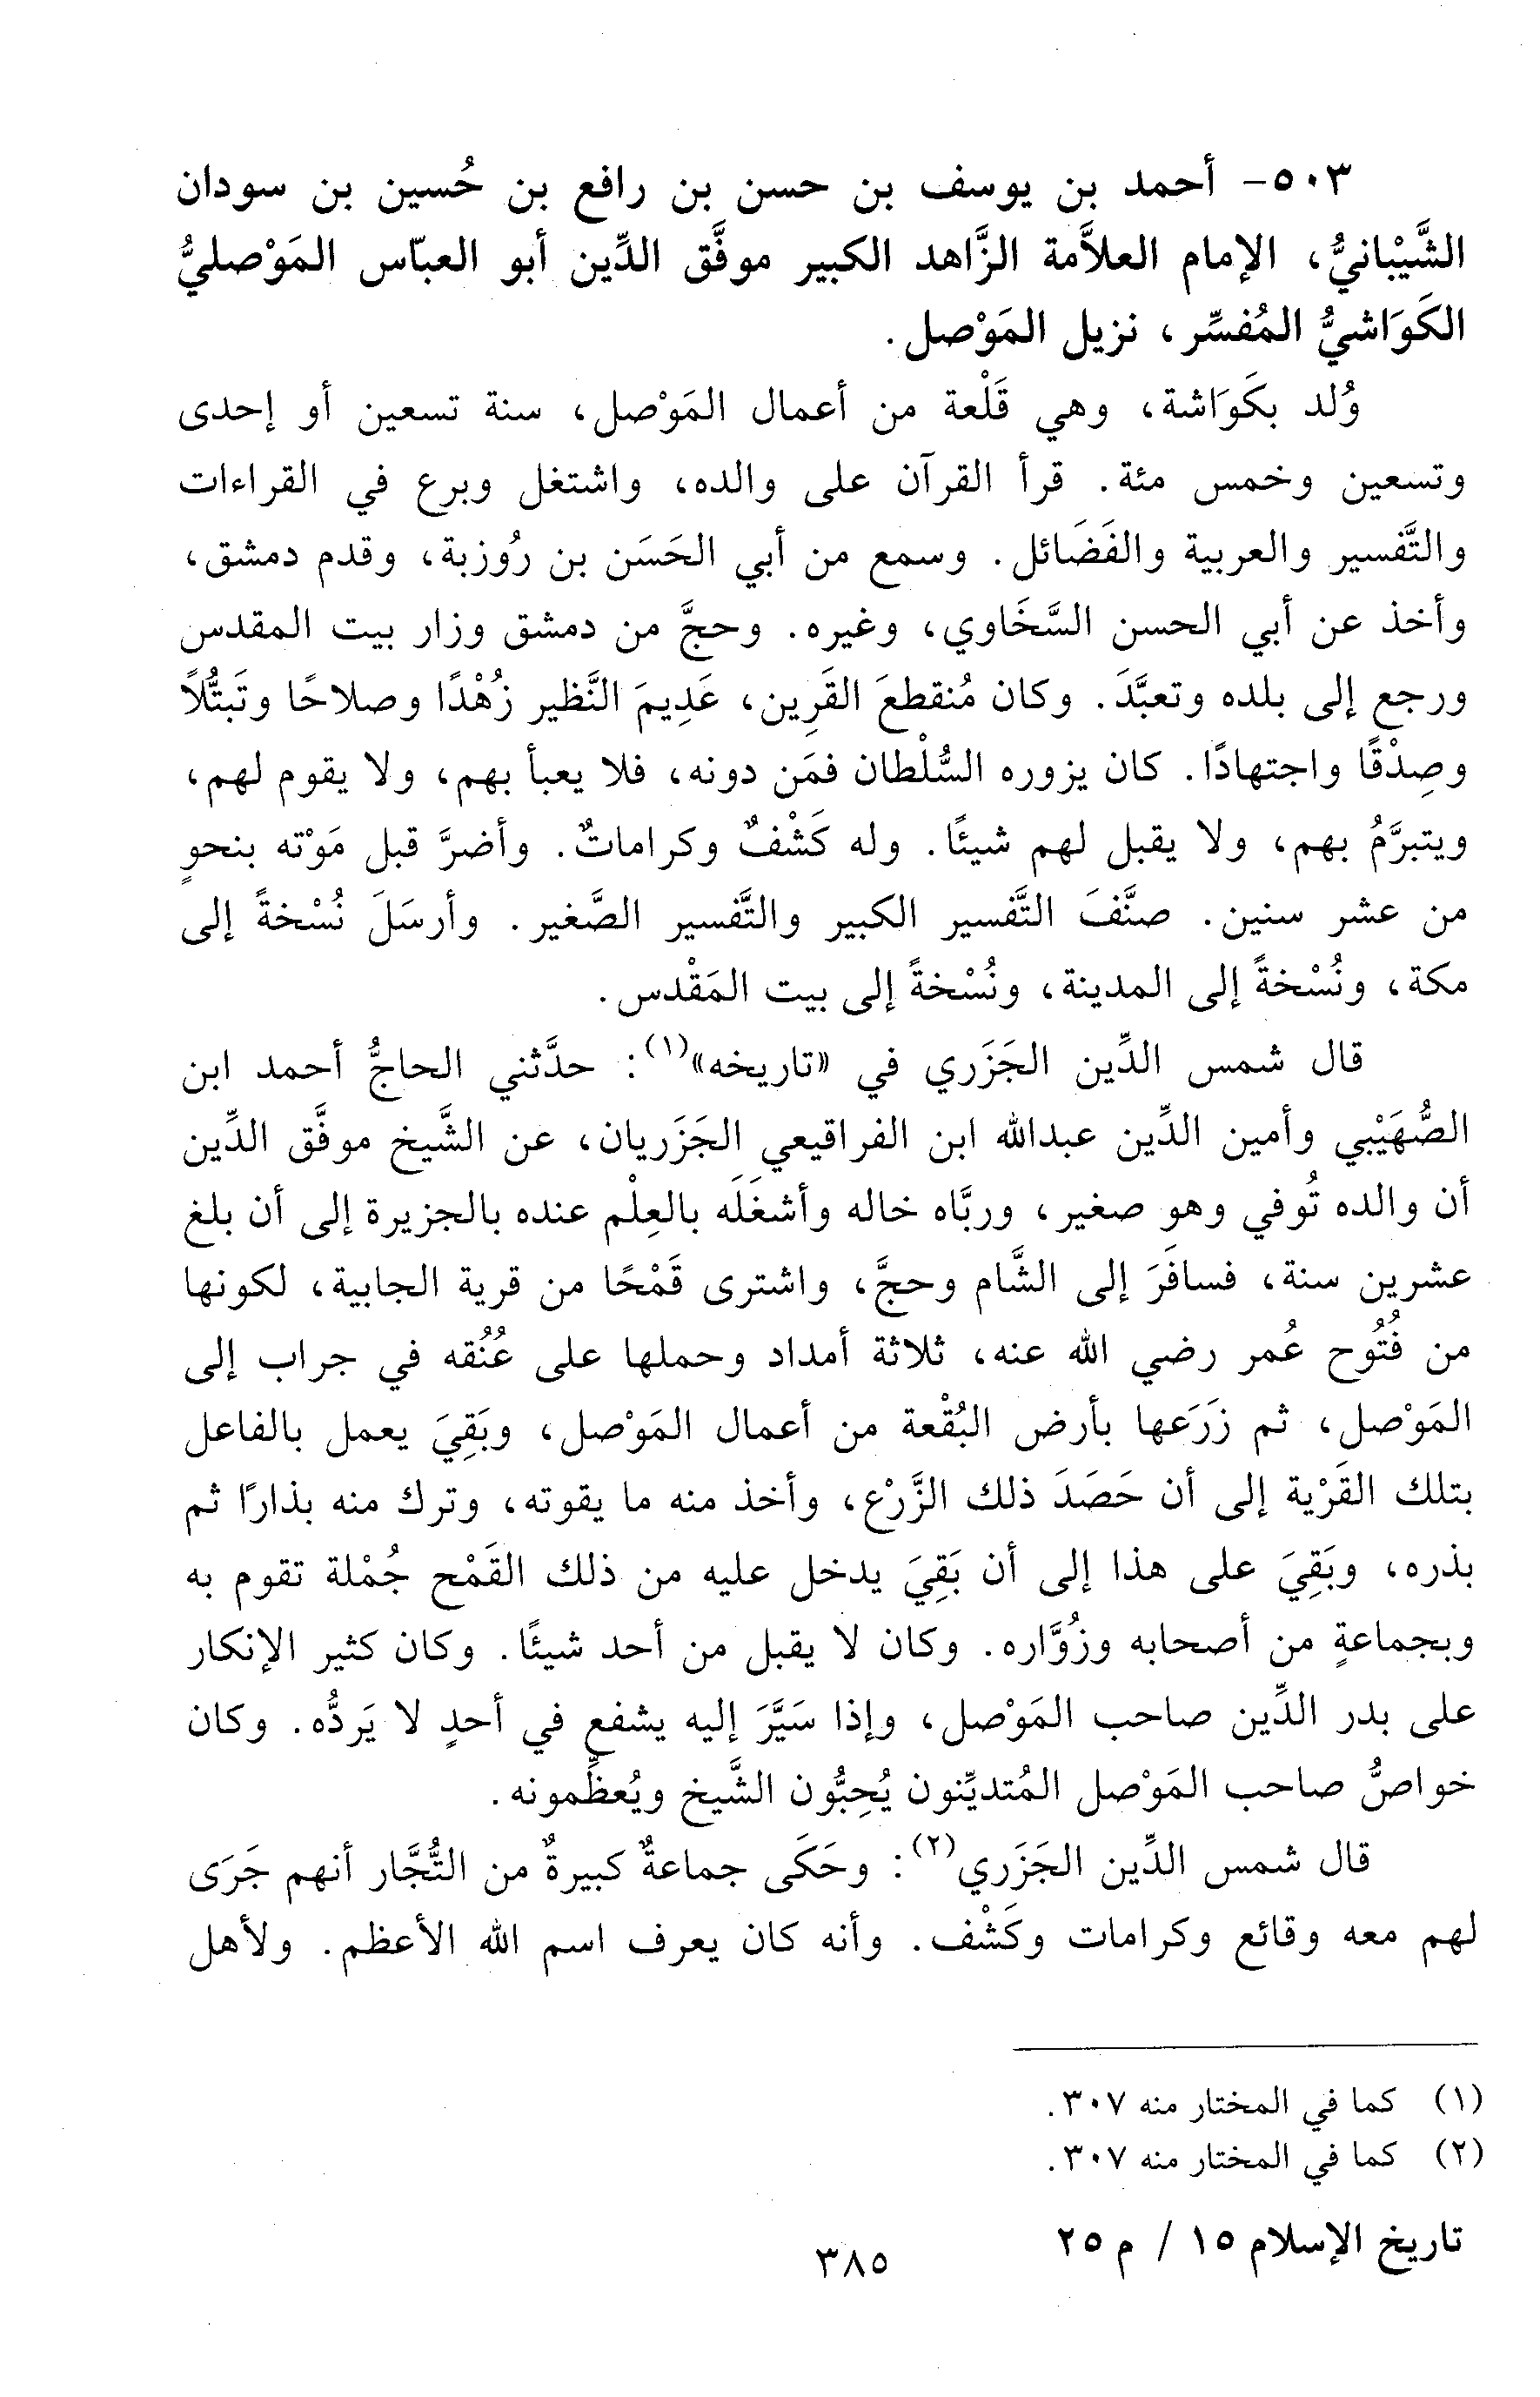 ٥٠٣- أحمد بن يوسف بن حسن بن رافع بن حُسين بن سودان
الشَّيْبانيُّ، الإمام العلاَّمة الزَّاهد الكبير موفَّق الدِّين أبو العبّاس المَوْصليُّ
الكَوَاشيُّ المُفسِّر، نزيل المَوْصل.
وُلد بكَوَاشة، وهي قَلْعة من أعمال المَوْصل، سنة تسعين أو إحدى
وتسعين وخمس مئة. قرأ القرآن على والده، واشتغل وبرع في القراءات
والتَّفسير والعربية والفَضَائل. وسمع من أبي الحَسَن بن رُوزبة، وقدم دمشق،
وأخذ عن أبي الحسن السَّخَاوي، وغيره. وحجَّ من دمشق وزار بيت المقدس
ورجع إلى بلده وتعبَّدَ. وكان مُنقطعَ القَرِين، عَدِيمَ النَّظير زُهْدًا وصلاحًا وتَبتُّلاً
وصِدْقًا واجتهادًا. كان يزوره السُّلْطان فمَن دونه، فلا يعبأ بهم، ولا يقوم لهم،
ويتبرَّمُ بهم، ولا يقبل لهم شيئًا. وله كَشْفٌ وكراماتٌ. وأضرَّ قبل مَوْته بنحوٍ
من عشر سنين. صنَّفَ التَّفسير الكبير والتَّفسير الصَّغير. وأرسَلَ نُسْخةً إلى
مكة، ونُسْخةً إلى المدينة، ونُسْخةً إلى بيت المَقْدس.
قال شمس الدِّين الجَزَري في «تاريخه»(١): حدَّثني الحاجُّ أحمد ابن
الصُّهَيْبي وأمين الدِّين عبدالله ابن الفراقيعي الجَزَريان، عن الشَّيخ موفَّق الدِّين
أن والده تُوفي وهو صغير، وربَّاه خاله وأشغَلَه بالعِلْم عنده بالجزيرة إلى أن بلغ
عشرين سنة، فسافَرَ إلى الشَّام وحجَّ، واشترى قَمْحًا من قرية الجابية، لكونها
من فُتُوح عُمر رضي الله عنه، ثلاثة أمداد وحملها على عُنُقه في جراب إلى
المَوْصل، ثم زَرَعها بأرض البُقْعة من أعمال المَوْصل، وبَقِيَ يعمل بالفاعل
بتلك القَرْية إلى أن حَصَدَ ذلك الزَّرْع، وأخذ منه ما يقوته، وترك منه بذارًا ثم
بذره، وبَقِيَ على هذا إلى أن بَقِيَ يدخل عليه من ذلك القَمْح جُمْلة تقوم به
وبجماعةٍ من أصحابه وزُوَّاره. وكان لا يقبل من أحد شيئًا. وكان كثير الإنكار
على بدر الدِّين صاحب المَوْصل، وإذا سَيَّرَ إليه يشفع في أحدٍ لا يَردُّه. وكان
خواصُّ صاحب المَوْصل المُتديِّنون يُحِبُّون الشَّيخ ويُعظِّمونه.
قال شمس الدِّين الجَزَري(٢): وحَكَى جماعةٌ كبيرةٌ من التُّجَّار أنهم جَرَى
لهم معه وقائع وكرامات وكَشْف. وأنه كان يعرف اسم الله الأعظم. ولأهل
(١) كما في المختار منه ٣٠٧.
(٢) كما في المختار منه ٣٠٧.
تاريخ الإسلام ١٥ / م ٢٥
٣٨٥